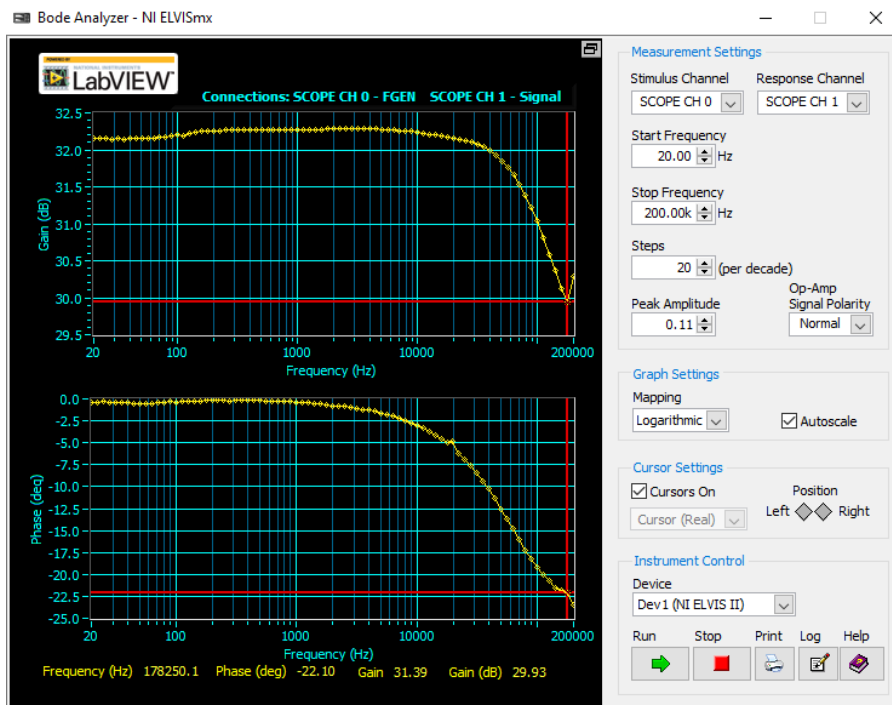 Bode Analyzer - NI ELVISmx
POWERED BY
NATIONAL INSTRUMENTS
LabVIEW™
Connections: SCOPE CH 0 - FGEN SCOPE CH 1 - Signal
32.5
32.0
31.5
31.0
30.5
30.0
29.5
Gain (dB)
20 100 1000 10000 200000
Frequency (Hz)
0.0
-2.5
-5.0
-7.5
-10.0
-12.5
-15.0
-17.5
-20.0
-22.5
-25.0
Phase (deg)
20 100 1000 10000 200000
Frequency (Hz)
Frequency (Hz) 178250.1 Phase (deg) -22.10 Gain 31.39 Gain (dB) 29.93
Measurement Settings
Stimulus Channel Response Channel
SCOPE CH 0 SCOPE CH 1
Start Frequency
20.00 Hz
Stop Frequency
200.00k Hz
Steps
20 (per decade)
Op-Amp
Peak Amplitude Signal Polarity
0.11 Normal
Graph Settings
Mapping
Logarithmic Autoscale
Cursor Settings
Cursors On Position
Cursor (Real) Left Right
Instrument Control
Device
Dev1 (NI ELVIS II)
Run Stop Print Log Help